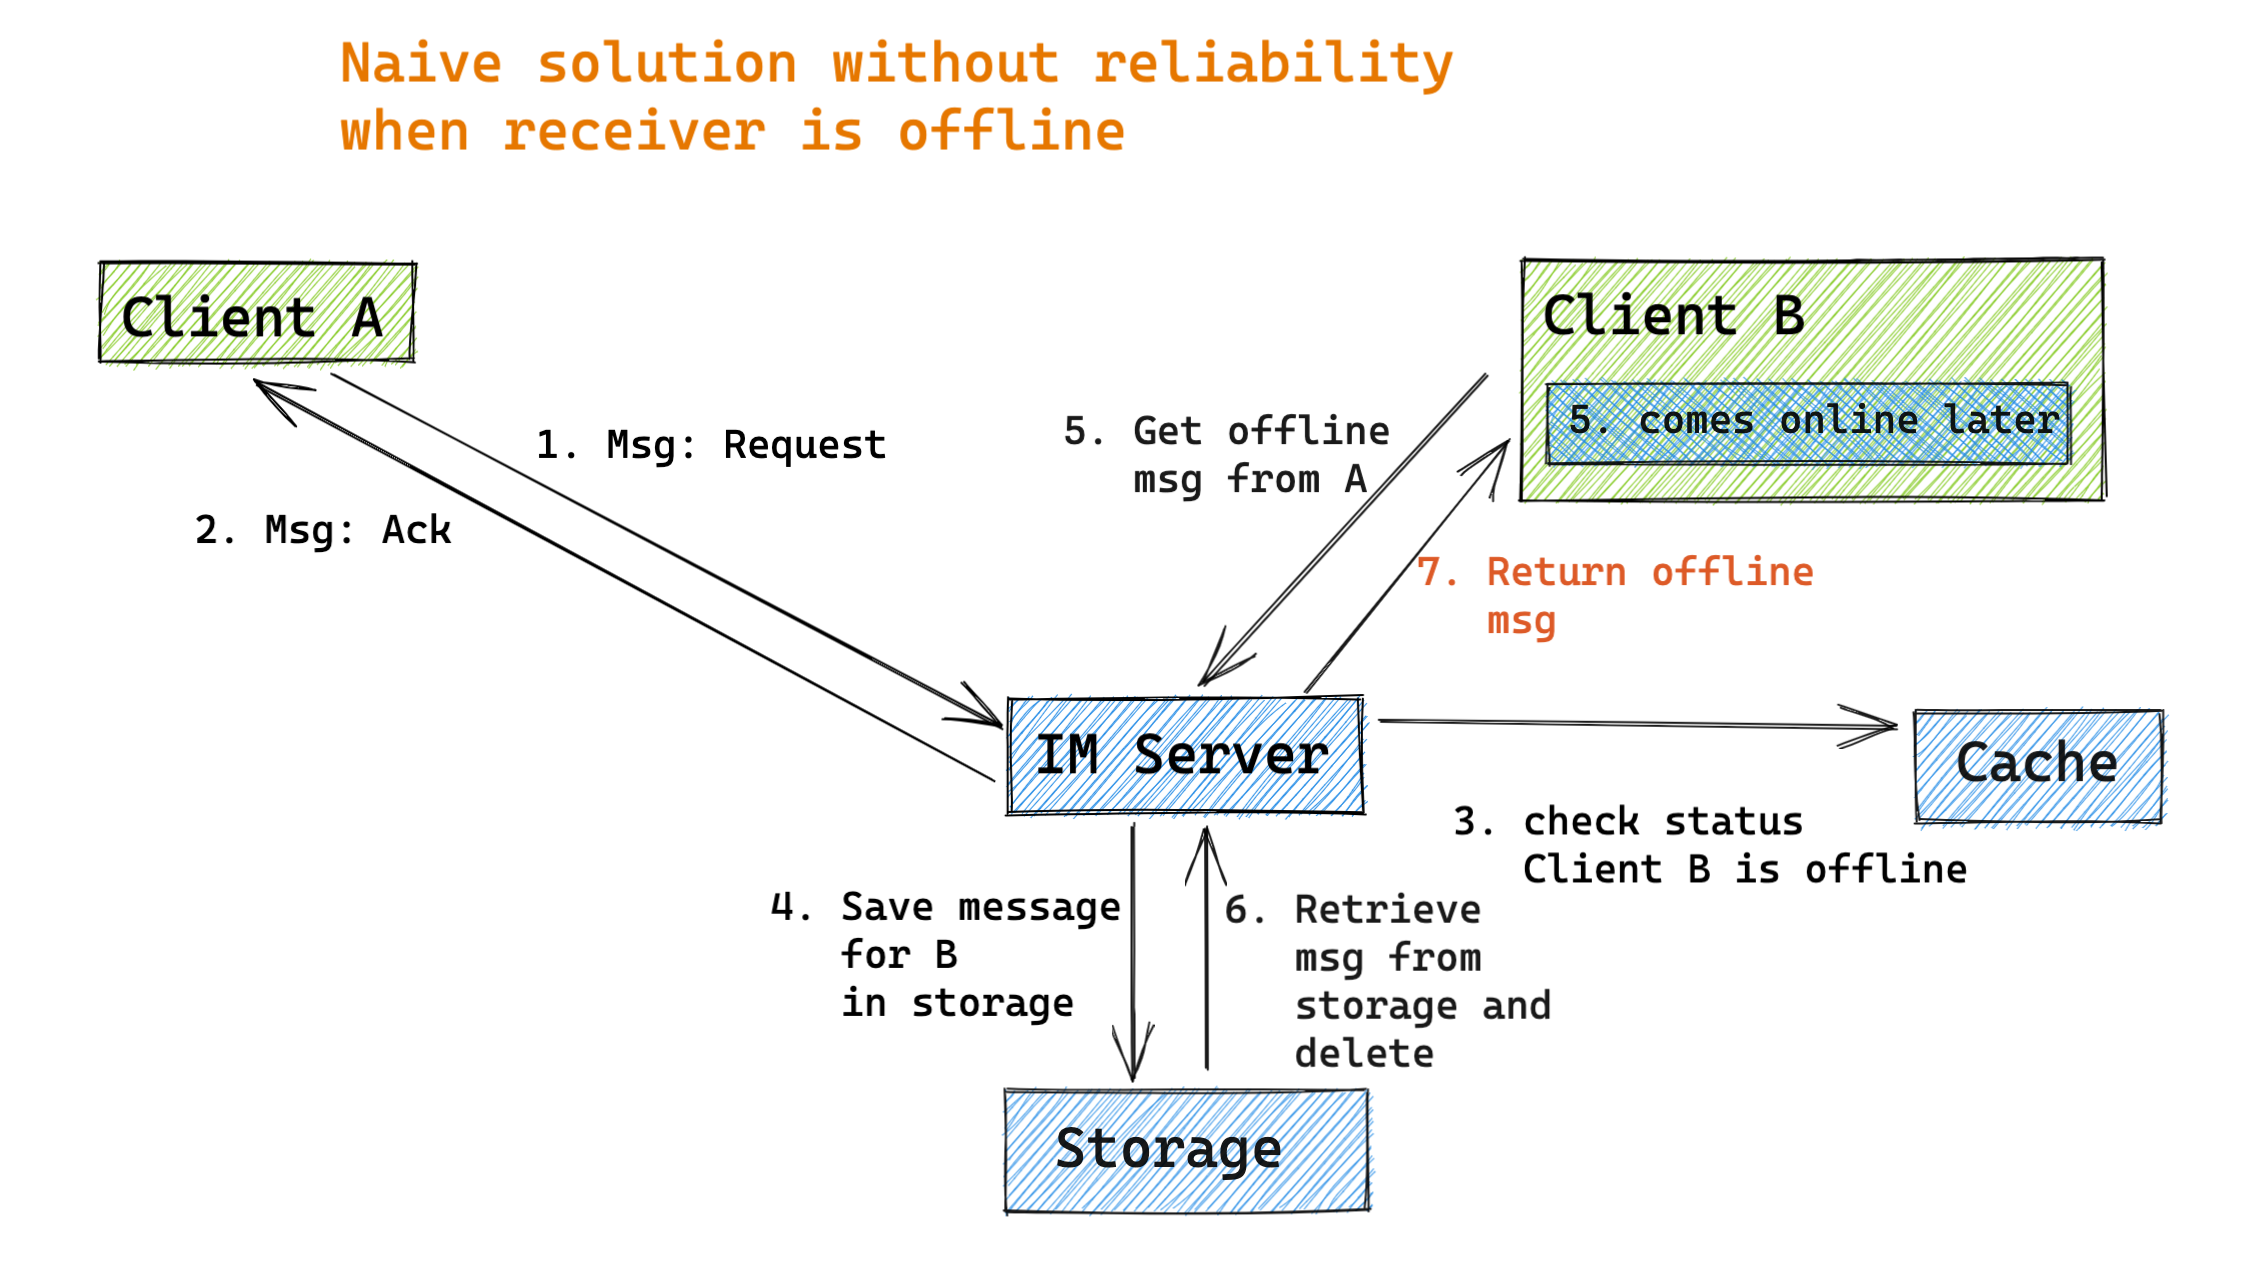 Naive solution without reliability
when receiver is offline
Client A
Client B
5. comes online later
1. Msg: Request
2. Msg: Ack
5. Get offline
msg from A
7. Return offline
msg
IM Server
Cache
3. check status
Client B is offline
4. Save message
for B
in storage
6. Retrieve
msg from
storage and
delete
Storage